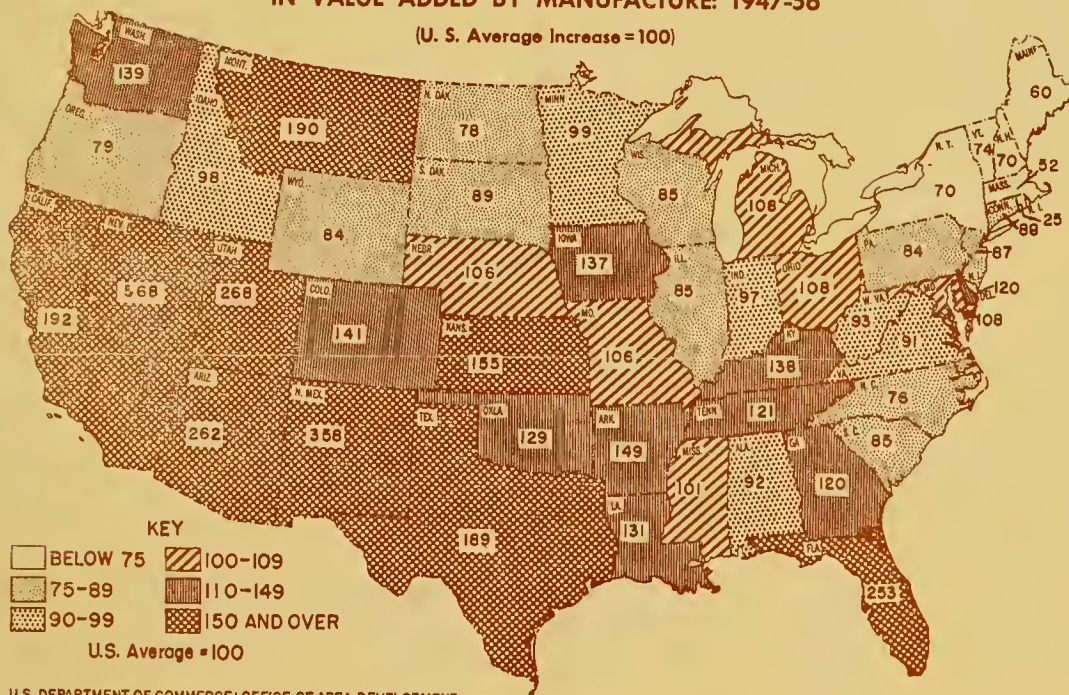 IN VALUE ADDED BY MANUFACTURE: 1947-56
(U. S. Average Increase = 100)
WASH.
139
MONT.
190
N. DAK.
78
MINN
99
MAINE
60
OREG.
79
IDAHO
98
WYO.
84
S. DAK.
89
WIS.
85
MICH.
108
N.Y.
70
VT.
74
N.H.
70
MASS.
52
CONN.
R.I.
25
88
CALIF.
192
NEV.
568
UTAH
268
COLO.
141
NEBR.
106
IOWA
137
ILL.
85
IND.
97
OHIO
108
PA.
84
N.J.
87
DEL.
120
MD.
108
W. VA.
93
VA.
91
KANS.
155
MO.
106
KY
138
ARIZ.
262
N. MEX.
358
TEX.
189
OKLA.
129
ARK.
149
TENN.
121
N.C.
76
85
MISS.
101
92
GA
120
LA.
131
FLA.
253
KEY
BELOW 75
75-89
90-99
100-109
110-149
150 AND OVER
U.S. Average = 100
U.S. DEPARTMENT OF COMMERCE: OFFICE OF AREA DEVELOPMENT